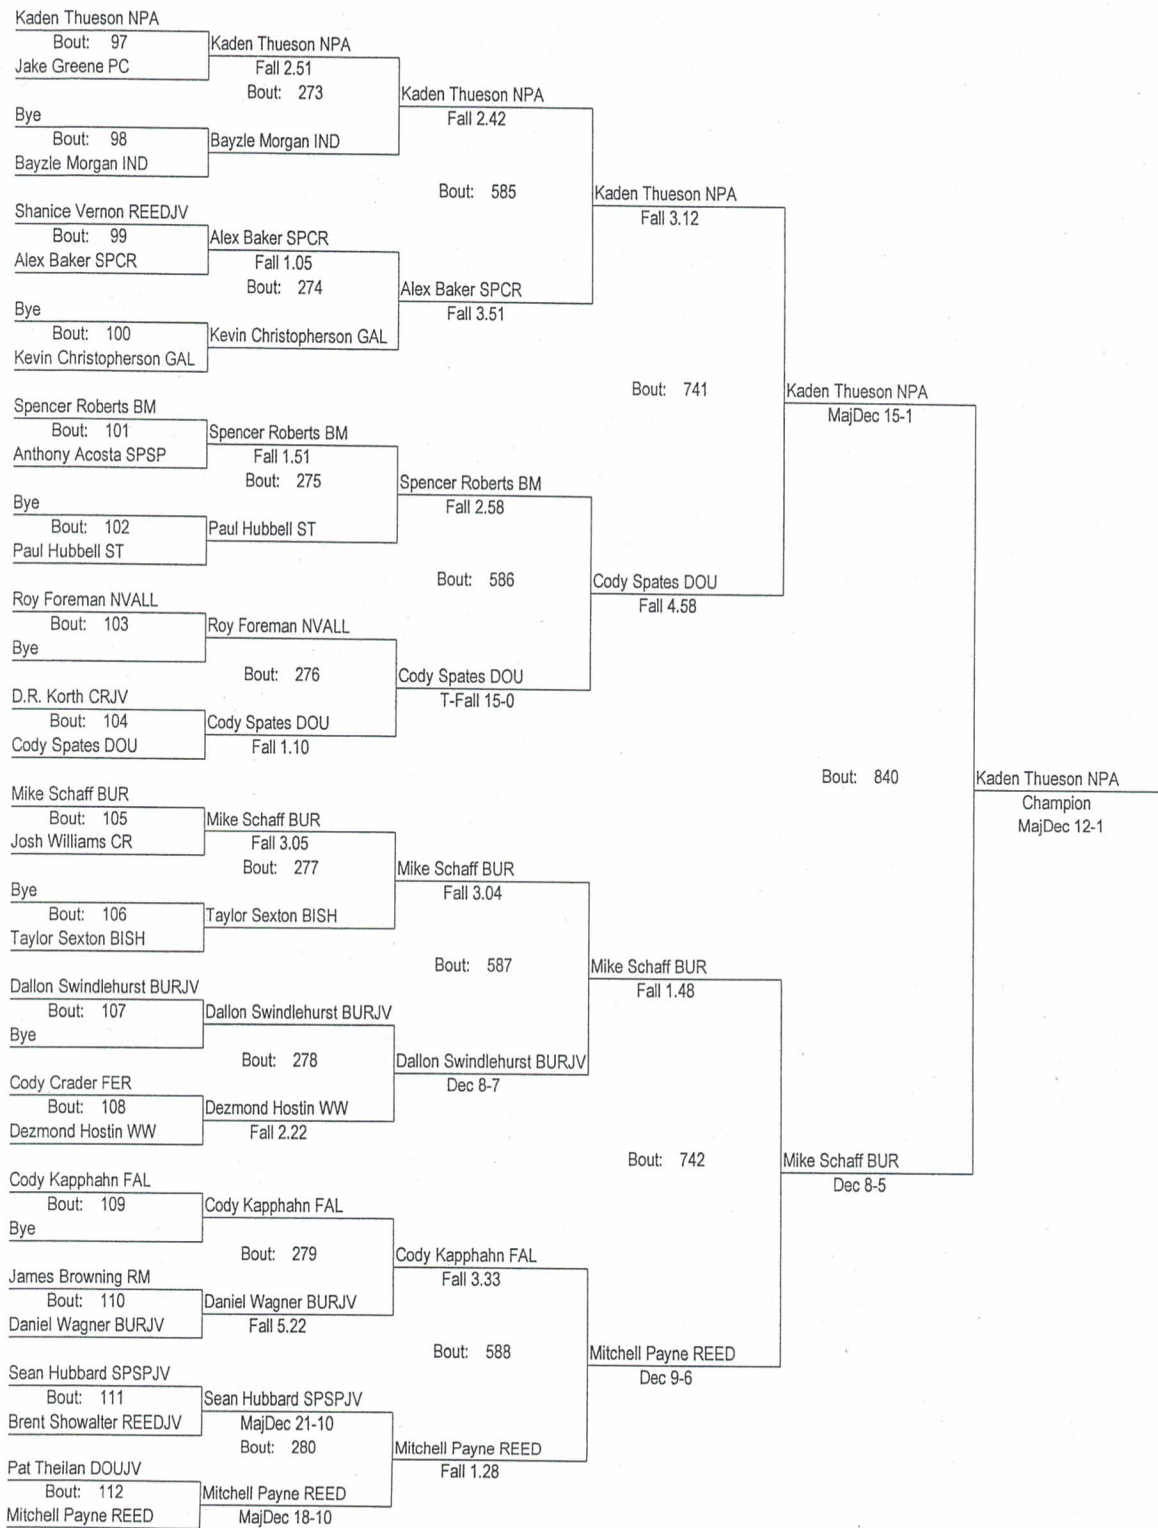 Kaden Thueson NPA
Bout: 97
Jake Greene PC
Bye
Bout: 98
Bayzle Morgan IND
Shanice Vernon REEDJV
Bout: 99
Alex Baker SPCR
Bye
Bout: 100
Kevin Christopherson GAL
Spencer Roberts BM
Bout: 101
Anthony Acosta SPSP
Bye
Bout: 102
Paul Hubbell ST
Roy Foreman NVALL
Bout: 103
Bye
D.R. Korth CRJV
Bout: 104
Cody Spates DOU
Mike Schaff BUR
Bout: 105
Josh Williams CR
Bye
Bout: 106
Taylor Sexton BISH
Dallon Swindlehurst BURJV
Bout: 107
Bye
Cody Crader FER
Bout: 108
Dezmond Hostin WW
Cody Kapphahn FAL
Bout: 109
Bye
James Browning RM
Bout: 110
Daniel Wagner BURJV
Sean Hubbard SPSPJV
Bout: 111
Brent Showalter REEDJV
Pat Theilan DOUJV
Bout: 112
Mitchell Payne REED
Kaden Thueson NPA
Fall 2.51
Bout: 273
Bayzle Morgan IND
Alex Baker SPCR
Fall 1.05
Bout: 274
Kevin Christopherson GAL
Spencer Roberts BM
Fall 1.51
Bout: 275
Paul Hubbell ST
Roy Foreman NVALL
Bout: 276
Cody Spates DOU
Fall 1.10
Mike Schaff BUR
Fall 3.05
Bout: 277
Taylor Sexton BISH
Dallon Swindlehurst BURJV
Bout: 278
Dezmond Hostin WW
Fall 2.22
Cody Kapphahn FAL
Bout: 279
Daniel Wagner BURJV
Fall 5.22
Sean Hubbard SPSPJV
MajDec 21-10
Bout: 280
Mitchell Payne REED
MajDec 18-10
Kaden Thueson NPA
Fall 2.42
Bout: 585
Alex Baker SPCR
Fall 3.51
Spencer Roberts BM
Fall 2.58
Bout: 586
Cody Spates DOU
T-Fall 15-0
Mike Schaff BUR
Fall 3.04
Bout: 587
Dallon Swindlehurst BURJV
Dec 8-7
Cody Kapphahn FAL
Fall 3.33
Bout: 588
Mitchell Payne REED
Fall 1.28
Kaden Thueson NPA
Fall 3.12
Bout: 741
Cody Spates DOU
Fall 4.58
Mike Schaff BUR
Fall 1.48
Bout: 742
Mitchell Payne REED
Dec 9-6
Kaden Thueson NPA
MajDec 15-1
Bout: 840
Mike Schaff BUR
Dec 8-5
Kaden Thueson NPA
Champion
MajDec 12-1